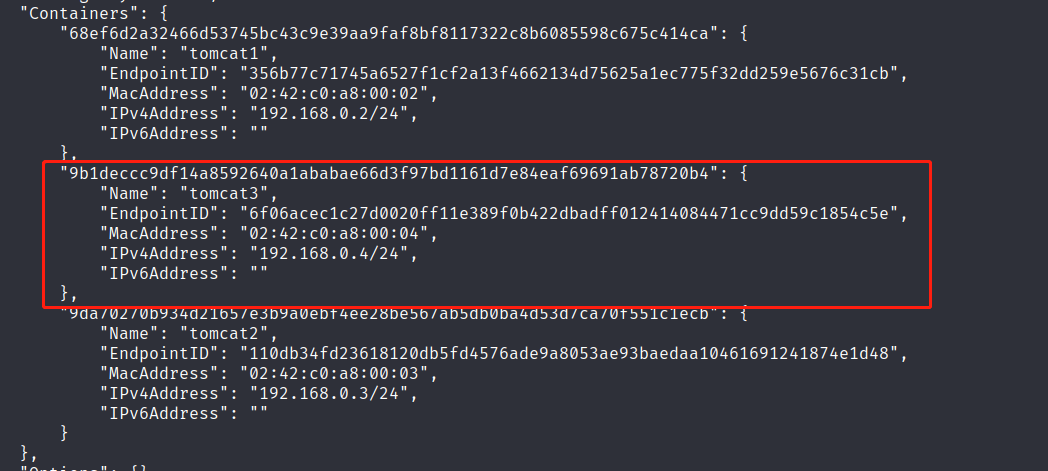 "Containers": {
"68ef6d2a32466d53745bc43c9e39aa9faf8bf8117322c8b6085598c675c414ca": {
"Name": "tomcat1",
"EndpointID": "356b77c71745a6527f1cf2a13f4662134d75625a1ec775f32dd259e5676c31cb",
"MacAddress": "02:42:c0:a8:00:02",
"IPv4Address": "192.168.0.2/24",
"IPv6Address": ""
},
"9b1deccc9df14a8592640a1ababae66d3f97bd1161d7e84eaf69691ab78720b4": {
"Name": "tomcat3",
"EndpointID": "6f06acec1c27d0020ff11e389f0b422dbadff012414084471cc9dd59c1854c5e",
"MacAddress": "02:42:c0:a8:00:04",
"IPv4Address": "192.168.0.4/24",
"IPv6Address": ""
},
"9da70270b934d21657e3b9a0ebf4ee28be567ab5db0ba4d53d7ca70f551c1ecb": {
"Name": "tomcat2",
"EndpointID": "110db34fd23618120db5fd4576ade9a8053ae93baedaa10461691241874e1d48",
"MacAddress": "02:42:c0:a8:00:03",
"IPv4Address": "192.168.0.3/24",
"IPv6Address": ""
}
},
"Options": {}